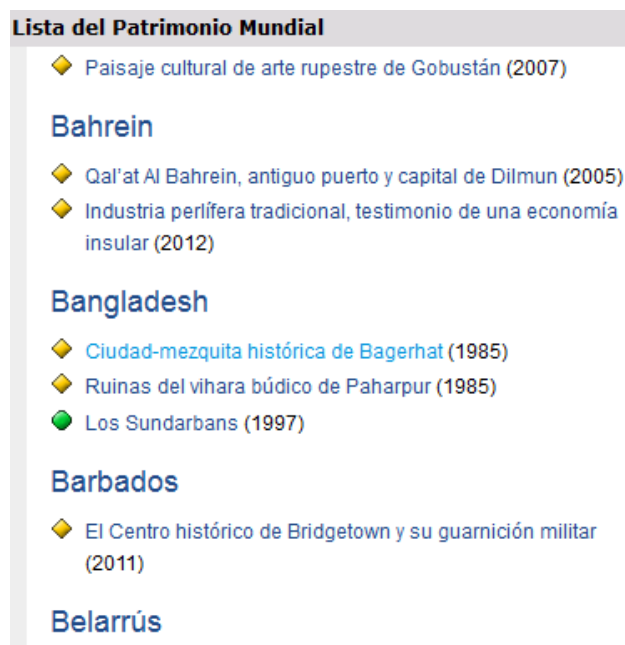 Lista del Patrimonio Mundial
Paisaje cultural de arte rupestre de Gobustán (2007)
Bahrein
Qal'at Al Bahrein, antiguo puerto y capital de Dilmun (2005)
Industria perlífera tradicional, testimonio de una economía
insular (2012)
Bangladesh
Ciudad-mezquita histórica de Bagerhat (1985)
Ruinas del vihara búdico de Paharpur (1985)
Los Sundarbans (1997)
Barbados
El Centro histórico de Bridgetown y su guarnición militar
(2011)
Belarrús